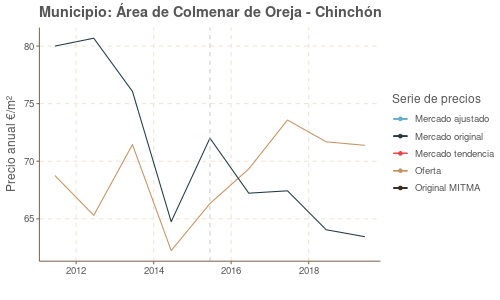 Municipio: Área de Colmenar de Oreja - Chinchón
Precio anual €/m²
80
75
70
65
2012
2014
2016
2018
Serie de precios
Mercado ajustado
Mercado original
Mercado tendencia
Oferta
Original MITMA